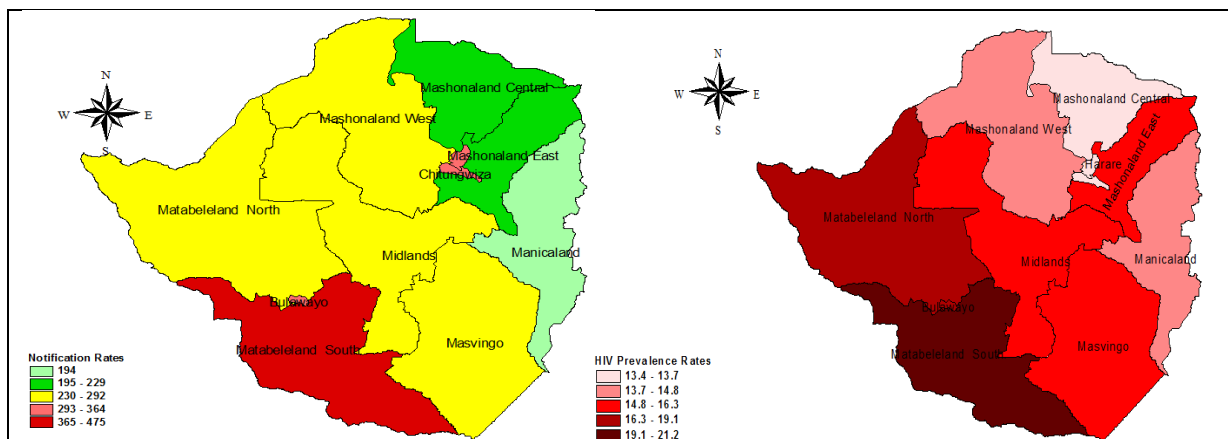 N
W E
S
Mashonaland Central
Mashonaland West
Mashonaland East
Chitungwiza
Matabeleland North
Midlands
Manicaland
Bulawayo
Matabeleland South
Masvingo
Notification Rates
194
195 - 229
230 - 292
293 - 364
365 - 475
N
W E
S
Mashonaland Central
Mashonaland West
Harare
Mashonaland East
Matabeleland North
Midlands
Manicaland
Bulawayo
Matabeleland South
Masvingo
HIV Prevalence Rates
13.4 - 13.7
13.7 - 14.8
14.8 - 16.3
16.3 - 19.1
19.1 - 21.2